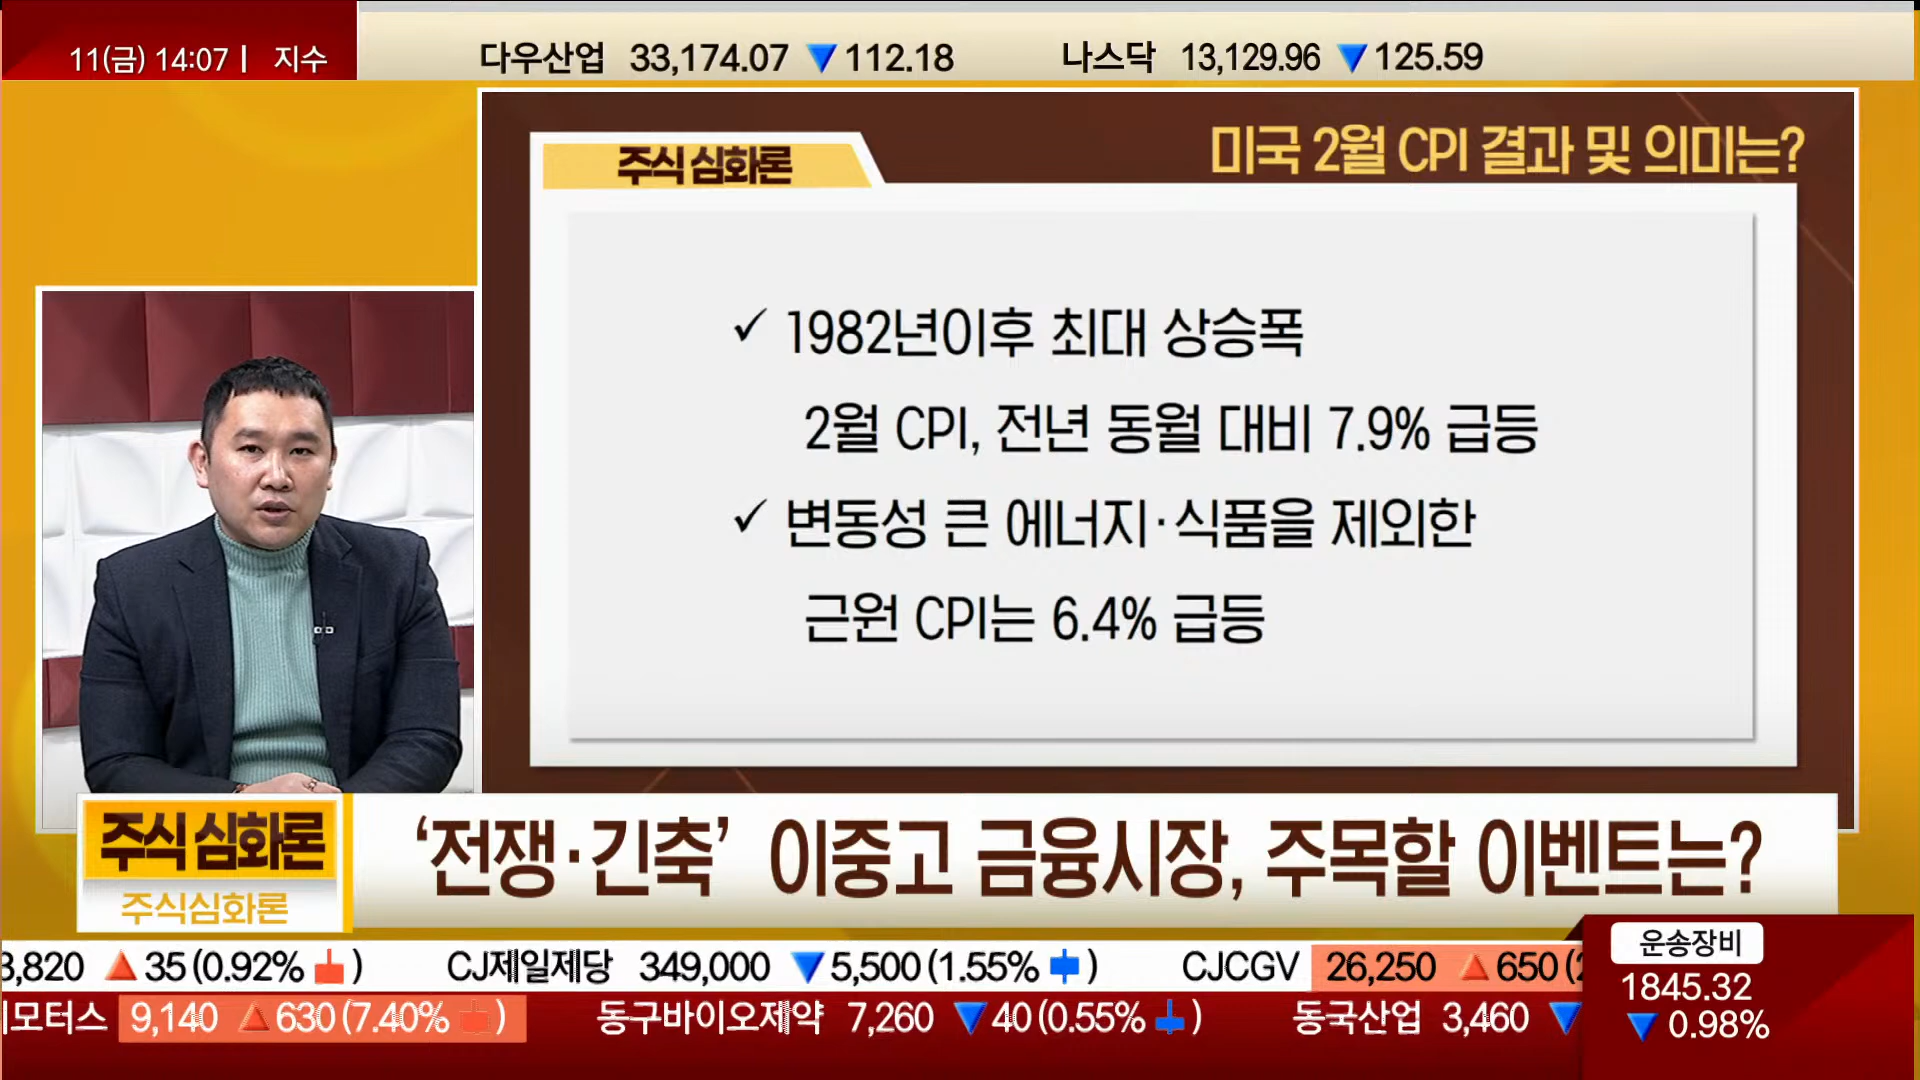 11(금) 14:07 | 지수 다우산업 33,174.07 ▼112.18 나스닥 13,129.96 ▼125.59
주식 심화론
미국 2월 CPI 결과 및 의미는?
✓ 1982년이후 최대 상승폭
2월 CPI, 전년 동월 대비 7.9% 급등
✓ 변동성 큰 에너지·식품을 제외한
근원 CPI는 6.4% 급등
주식 심화론
주식심화론
‘전쟁·긴축’ 이중고 금융시장, 주목할 이벤트는?
3,820 ▲35(0.92% ) CJ제일제당 349,000 ▼5,500(1.55% ) CJCGV 26,250 ▲650(
모터스 9,140 ▲630(7.40% ) 동구바이오제약 7,260 ▼40(0.55% ) 동국산업 3,460 ▼
운송장비
1845.32
▼ 0.98%